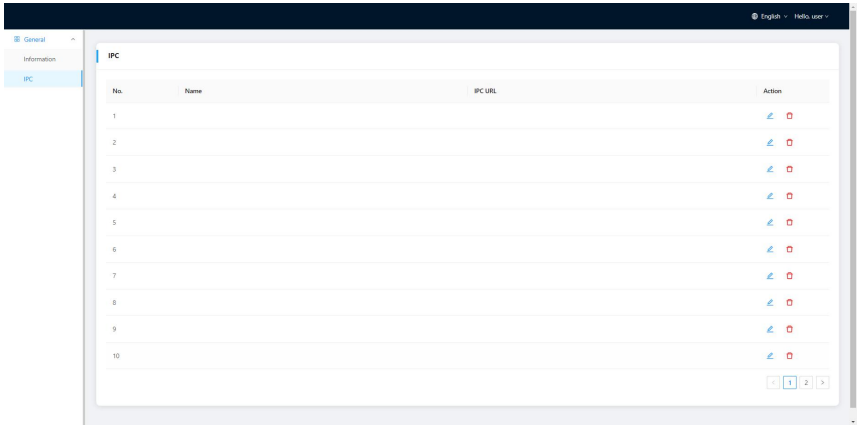 English Hello, user
General
Information
IPC
IPC
No. Name IPC URL Action
1
2
3
4
5
6
7
8
9
10
< 1 2 >